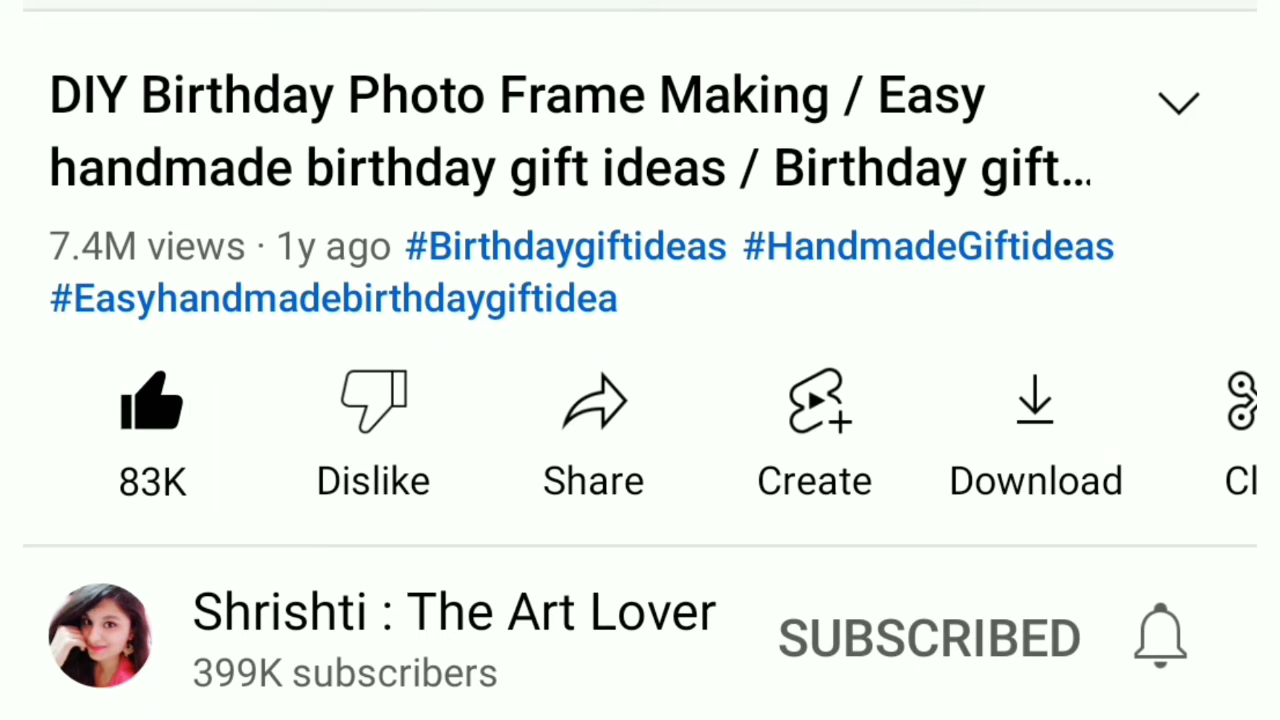 DIY Birthday Photo Frame Making / Easy
handmade birthday gift ideas / Birthday gift...
7.4M views · 1y ago #Birthdaygiftideas #HandmadeGiftideas
#Easyhandmadebirthdaygiftidea
83K Dislike Share Create Download Cl
Shrishti : The Art Lover
399K subscribers
SUBSCRIBED